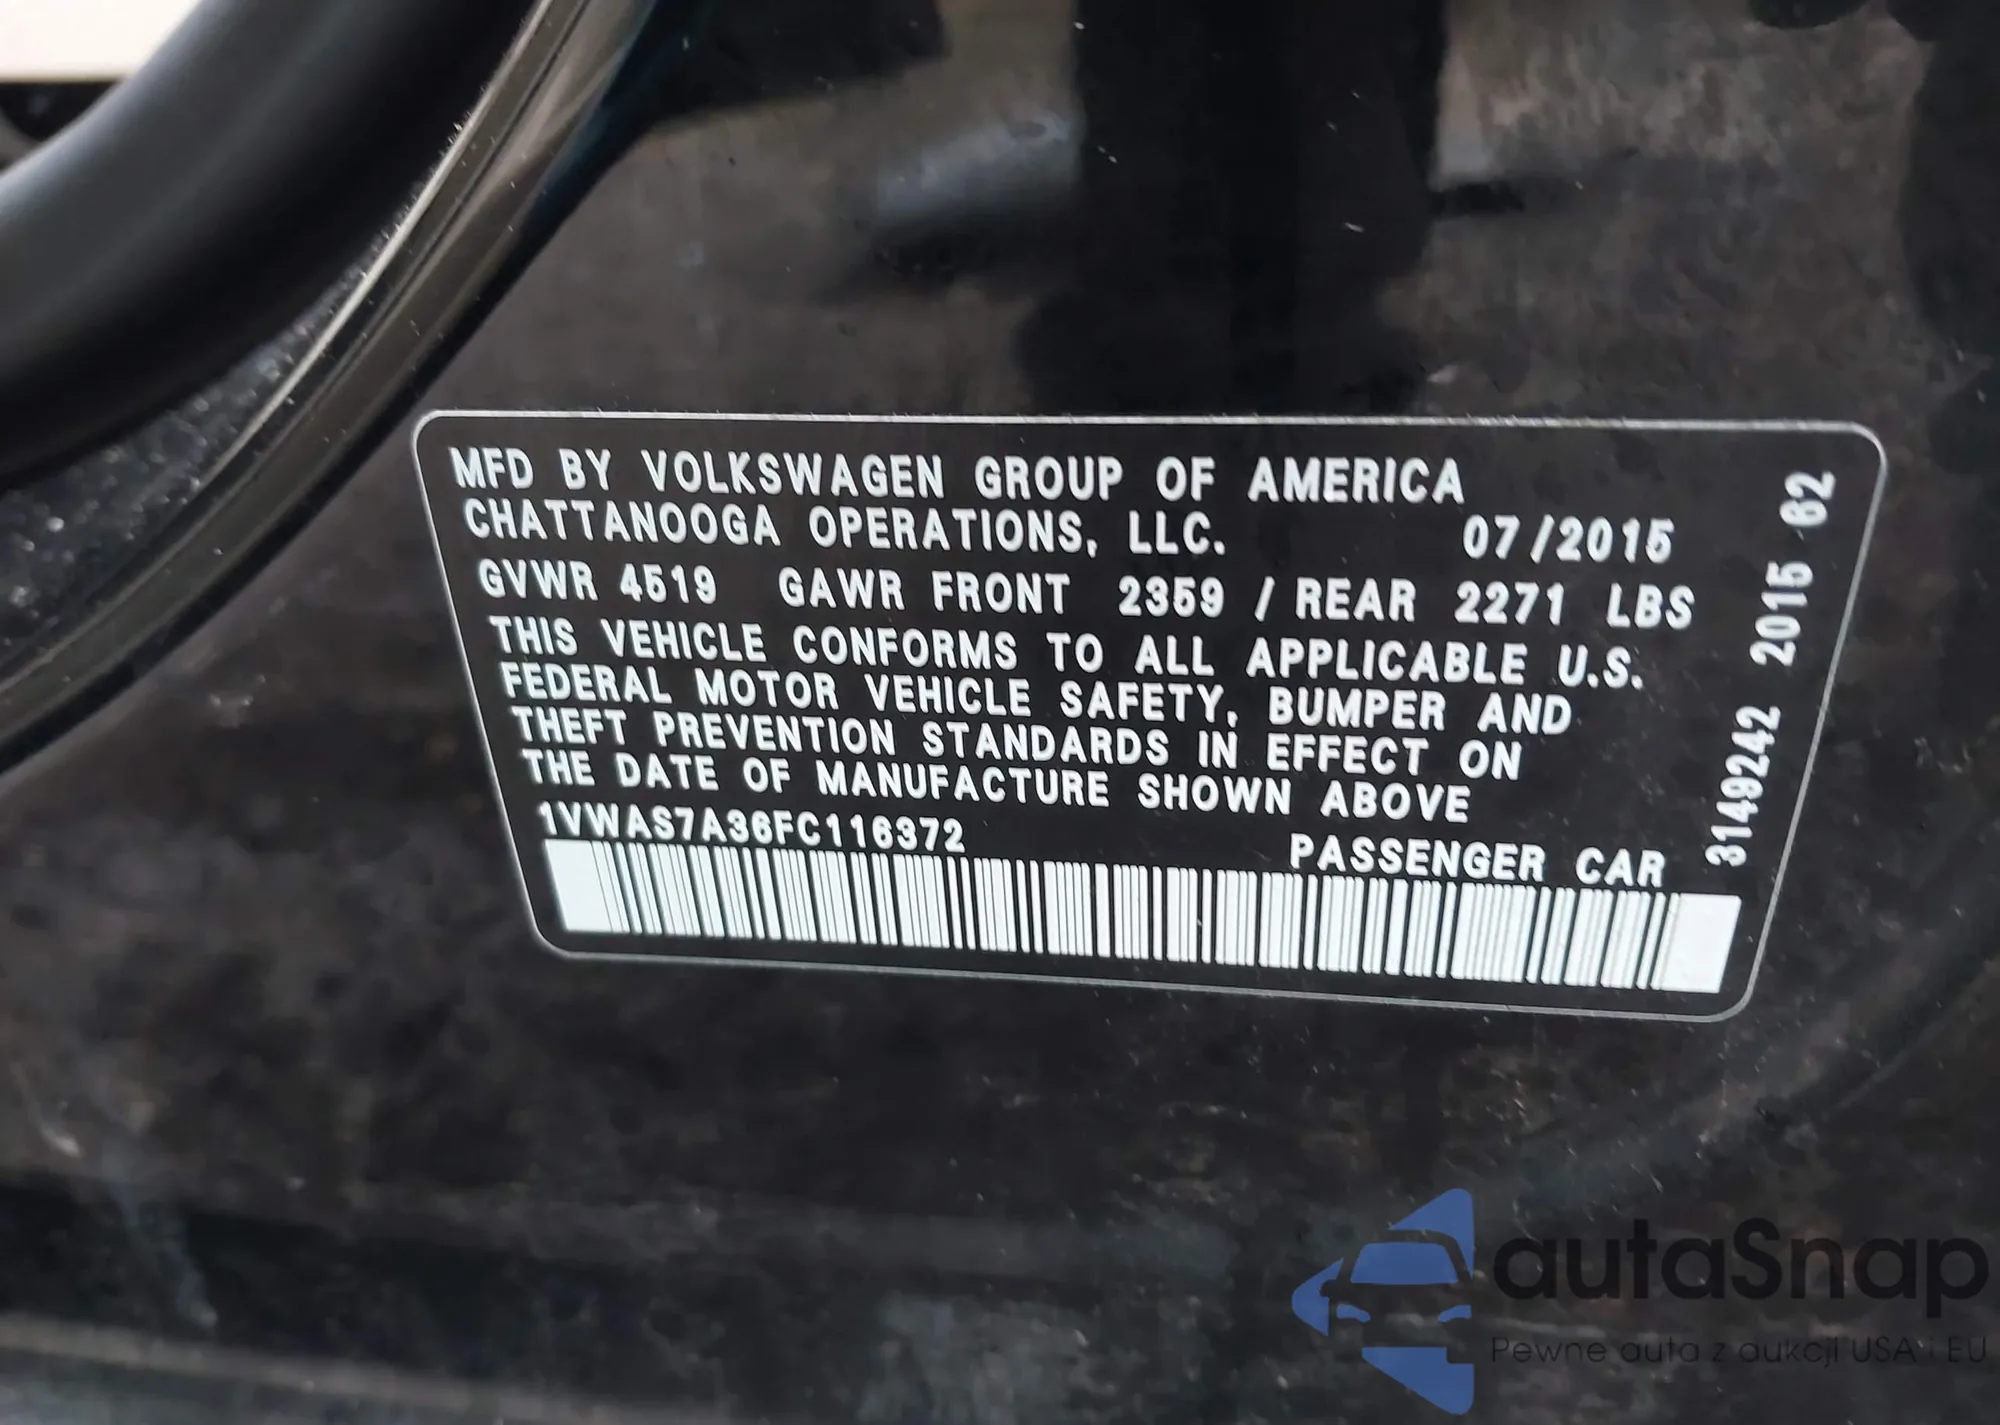 MFD BY VOLKSWAGEN GROUP OF AMERICA
CHATTANOOGA OPERATIONS, LLC. 07/2015
GVWR 4519 GAWR FRONT 2359 / REAR 2271 LBS
THIS VEHICLE CONFORMS TO ALL APPLICABLE U.S.
FEDERAL MOTOR VEHICLE SAFETY, BUMPER AND
THEFT PREVENTION STANDARDS IN EFFECT ON
THE DATE OF MANUFACTURE SHOWN ABOVE
1VWAS7A36FC116372 PASSENGER CAR
3149242 2015 62
autaSnap
Pewne auta z aukcji USA i EU